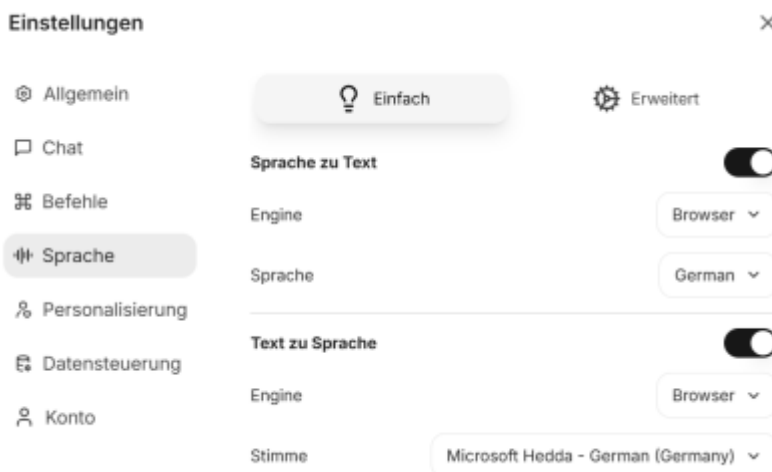 Einstellungen
Allgemein
Chat
Befehle
Sprache
Personalisierung
Datensteuerung
Konto
Einfach
Erweitert
Sprache zu Text
Engine
Browser
Sprache
German
Text zu Sprache
Engine
Browser
Stimme
Microsoft Hedda - German (Germany)